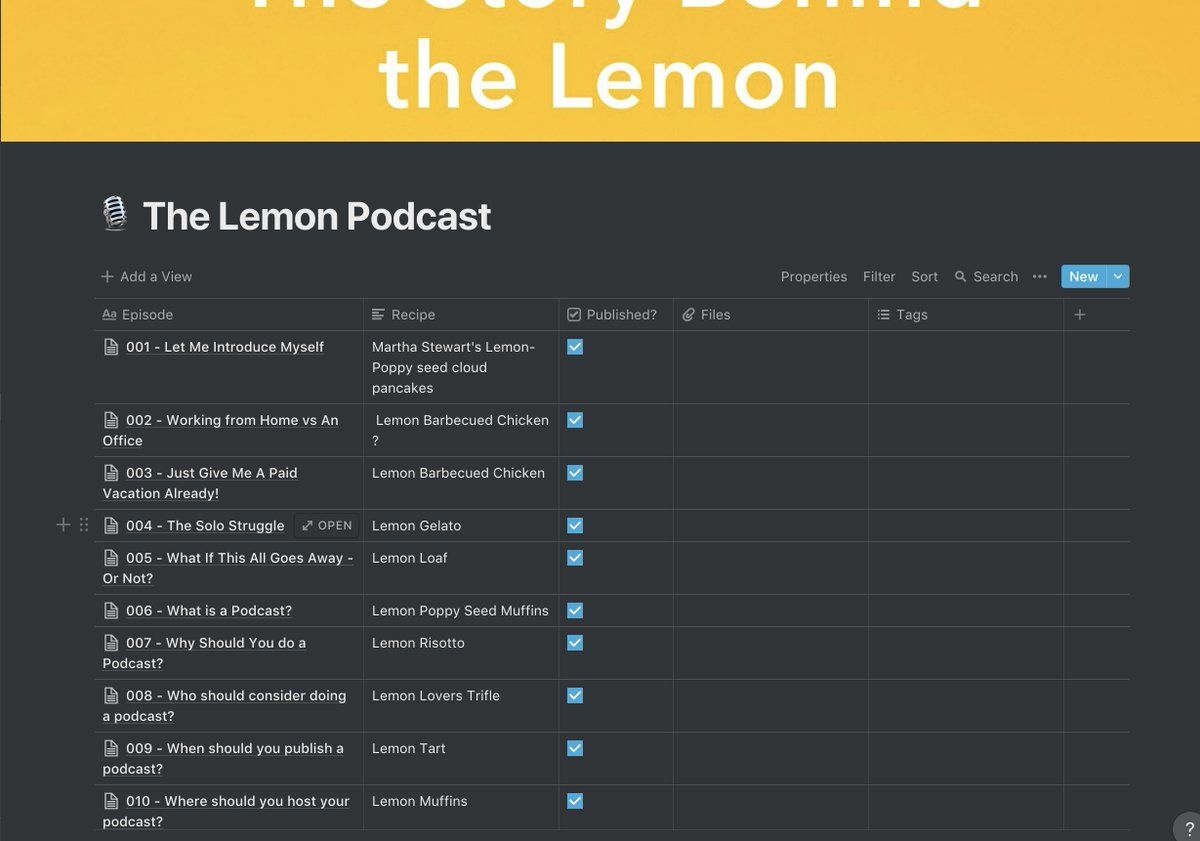 The Story Behind
the Lemon
The Lemon Podcast
Add a View
Properties Filter Sort Search ••• New
Aa Episode Recipe Published? Files Tags +
001 - Let Me Introduce Myself
Martha Stewart's Lemon-
Poppy seed cloud
pancakes
002 - Working from Home vs An
Office
Lemon Barbecued Chicken
?
003 - Just Give Me A Paid
Vacation Already!
Lemon Barbecued Chicken
004 - The Solo Struggle OPEN
Lemon Gelato
005 - What If This All Goes Away -
Or Not?
Lemon Loaf
006 - What is a Podcast?
Lemon Poppy Seed Muffins
007 - Why Should You do a
Podcast?
Lemon Risotto
008 - Who should consider doing
a podcast?
Lemon Lovers Trifle
009 - When should you publish a
podcast?
Lemon Tart
010 - Where should you host your
podcast?
Lemon Muffins
?